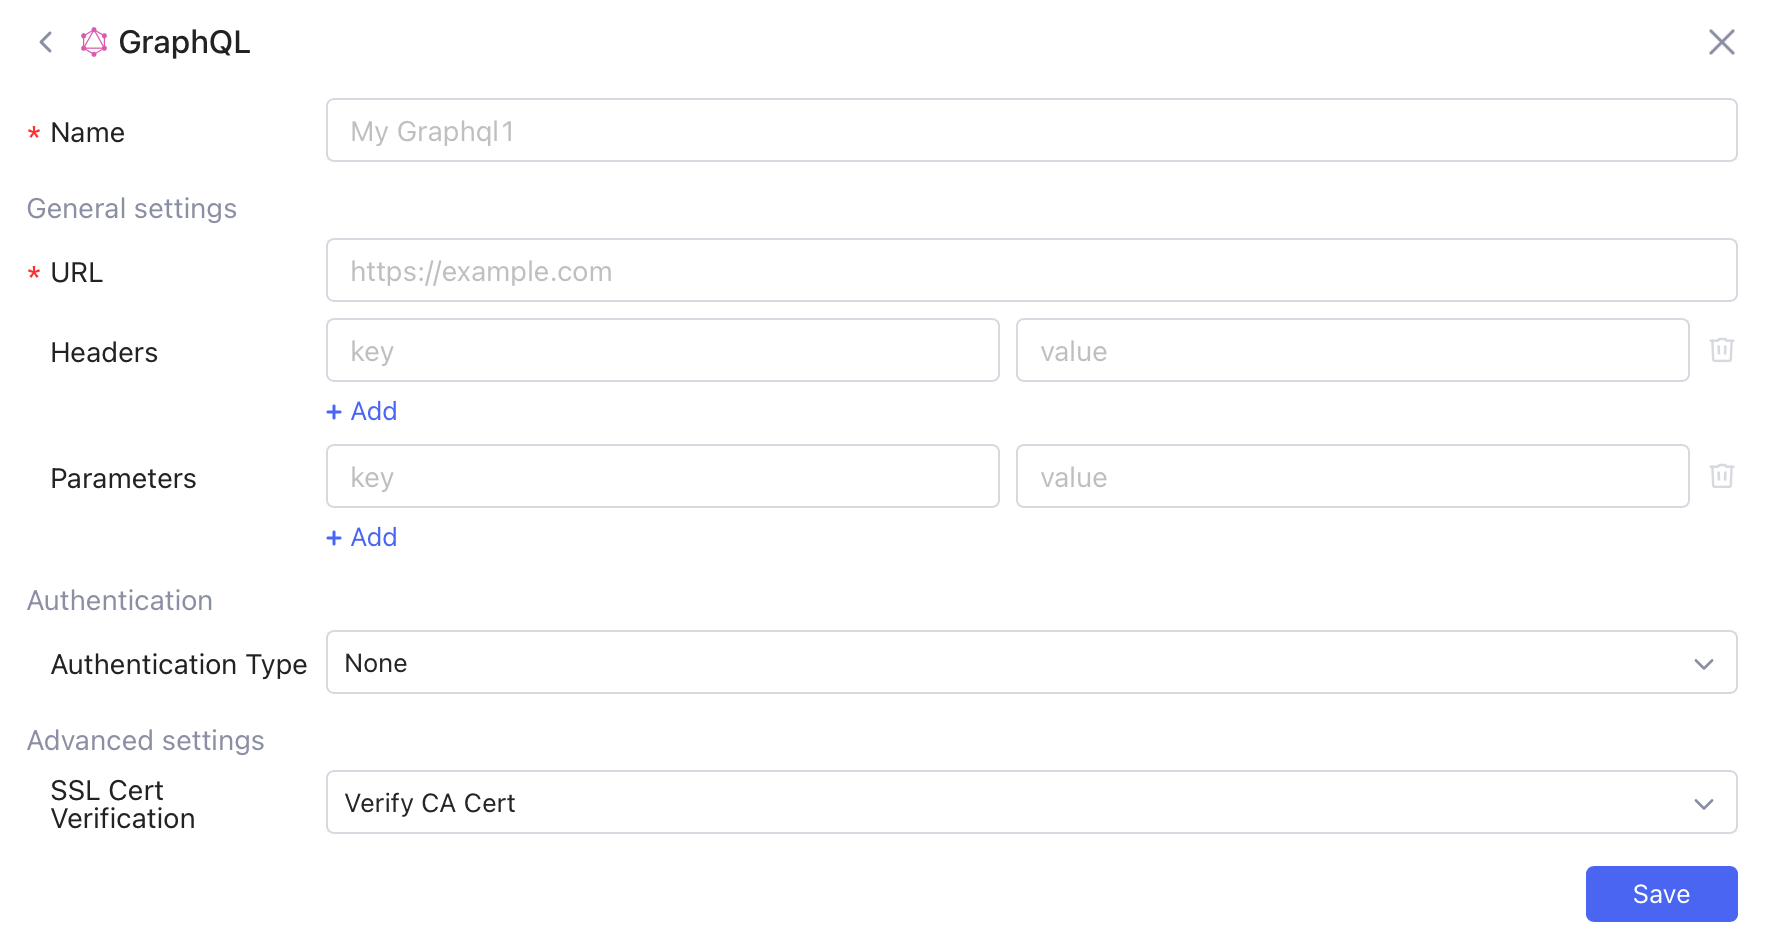 GraphQL
* Name
My Graphql1
General settings
* URL
https://example.com
Headers
key
value
+ Add
Parameters
key
value
+ Add
Authentication
Authentication Type
None
Advanced settings
SSL Cert
Verification
Verify CA Cert
Save